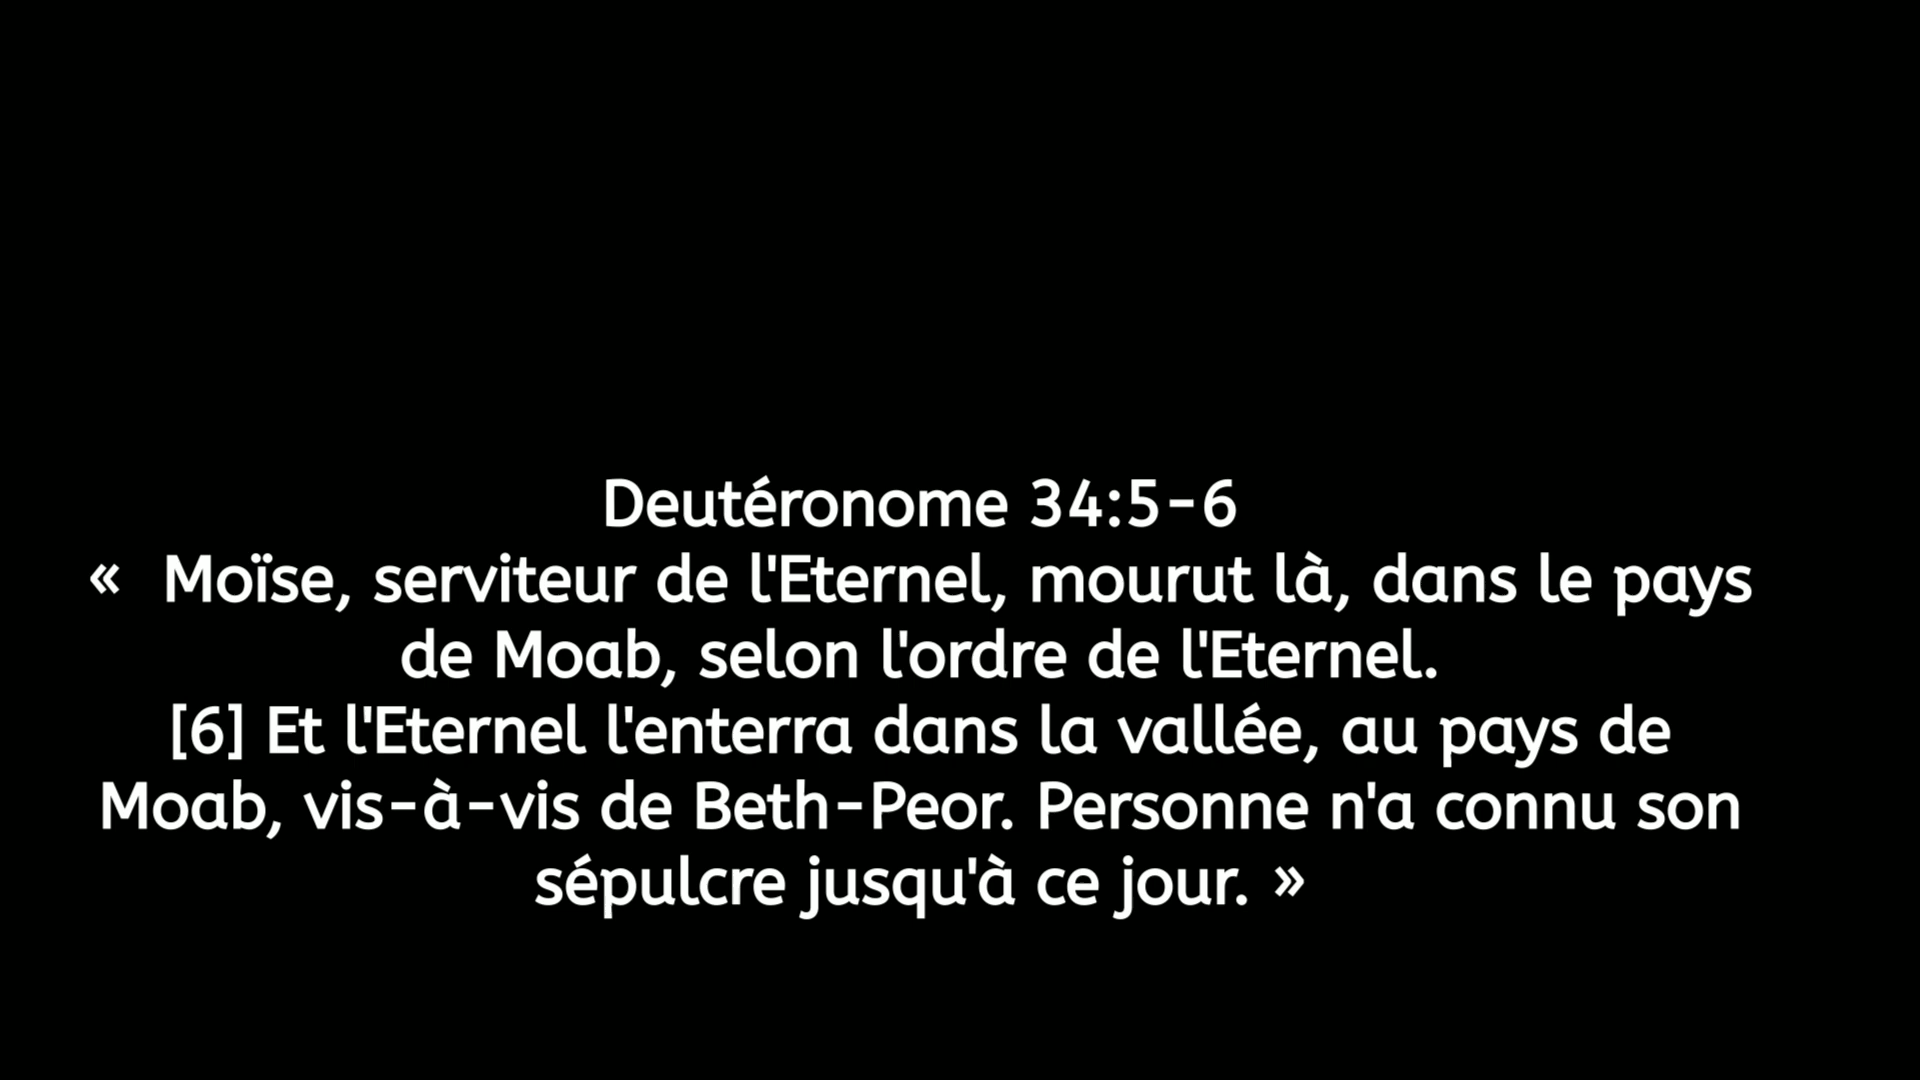 Deutéronome 34:5-6
«  Moïse, serviteur de l'Eternel, mourut là, dans le pays
de Moab, selon l'ordre de l'Eternel.
[6] Et l'Eternel l'enterra dans la vallée, au pays de
Moab, vis-à-vis de Beth-Peor. Personne n'a connu son
sépulcre jusqu'à ce jour. »